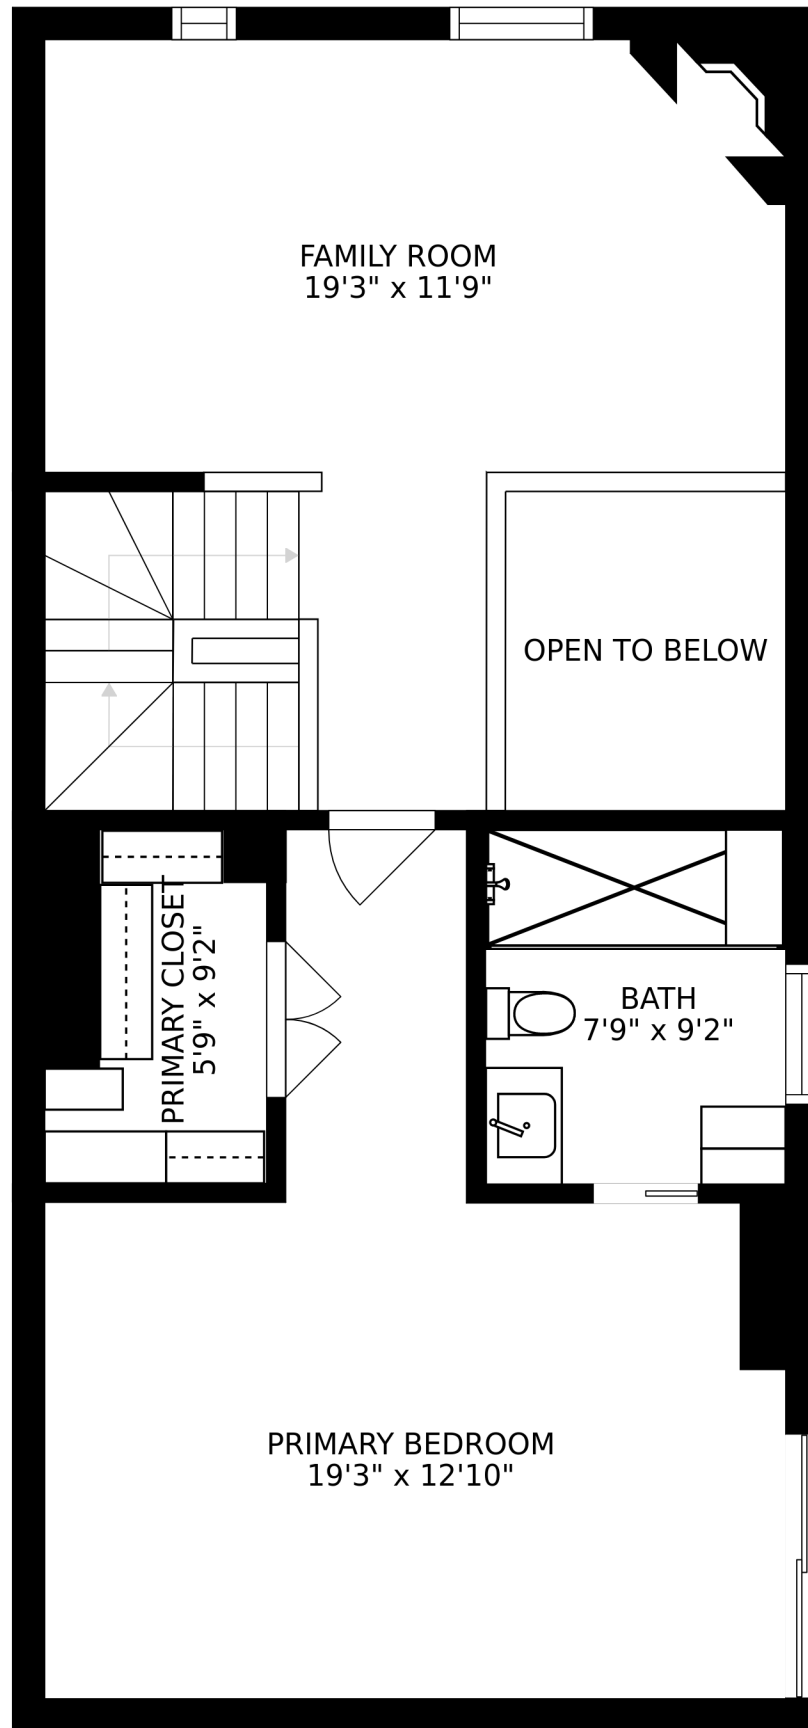 FAMILY ROOM
19'3" x 11'9"
OPEN TO BELOW
PRIMARY CLOSET
5'9" x 9'2"
BATH
7'9" x 9'2"
PRIMARY BEDROOM
19'3" x 12'10"